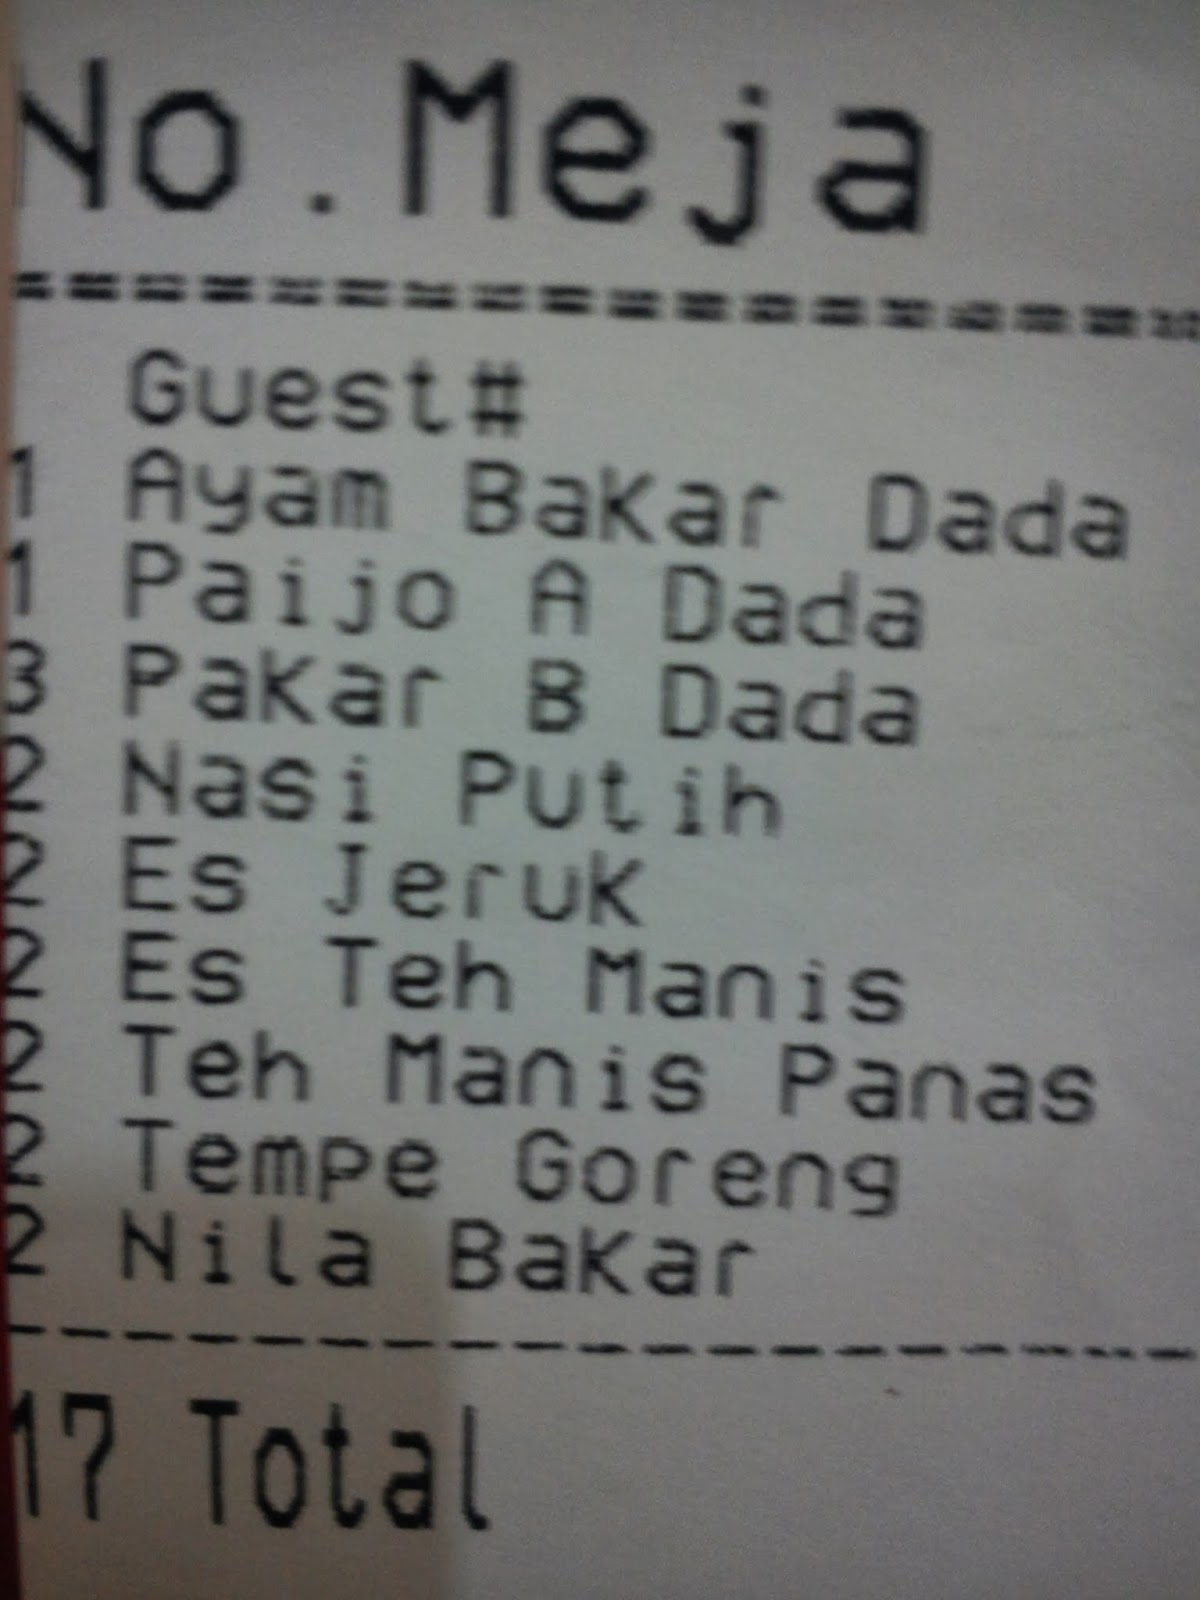 No.Meja
==================
Guest#
1 Ayam Bakar Dada
1 Paijo A Dada
3 Pakar B Dada
2 Nasi Putih
2 Es Jeruk
2 Es Teh Manis
2 Teh Manis Panas
2 Tempe Goreng
2 Nila Bakar
------------------
17 Total